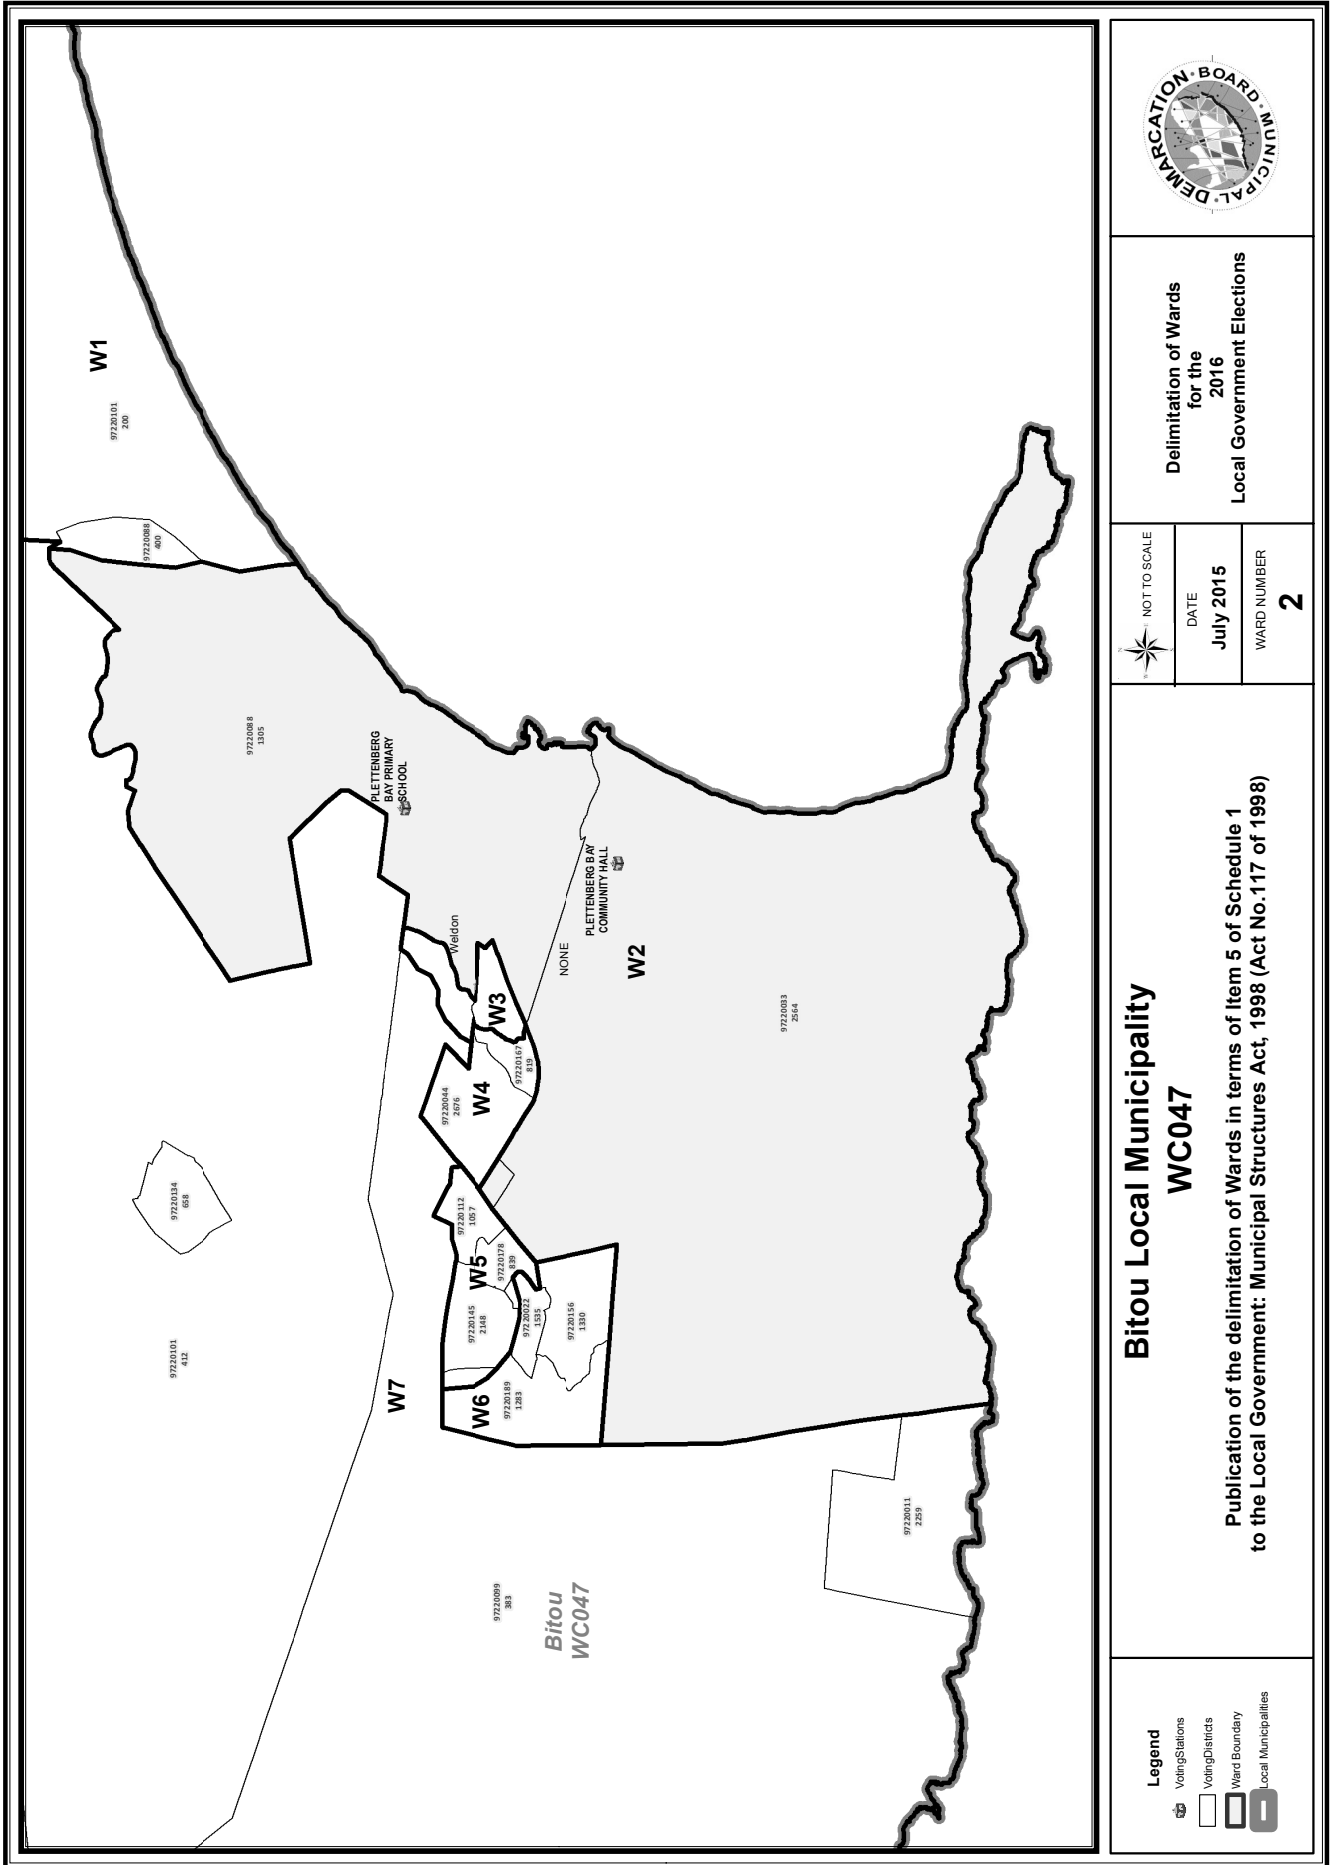 W1
97220101
200
97220088
400
97220088
1305
PLETTENBERG
BAY PRIMARY
SCHOOL
Weldon
NONE
PLETTENBERG BAY
COMMUNITY HALL
W2
97220033
2564
W3
97220167
819
W4
97220044
2676
97220134
658
97220112
1057
W5
97220178
839
97220145
2148
97220022
1535
97220156
1330
W6
97220189
1283
W7
97220101
412
97220011
2259
97220099
383
Bitou
WC047
Legend
VotingStations
VotingDistricts
Ward Boundary
Local Municipalities
Bitou Local Municipality
WC047
Publication of the delimitation of Wards in terms of Item 5 of Schedule 1
to the Local Government: Municipal Structures Act, 1998 (Act No.117 of 1998)
N
W
E
S
NOT TO SCALE
DATE
July 2015
WARD NUMBER
2
Delimitation of Wards
for the
2016
Local Government Elections
MUNICIPAL • DEMARCATION • BOARD •